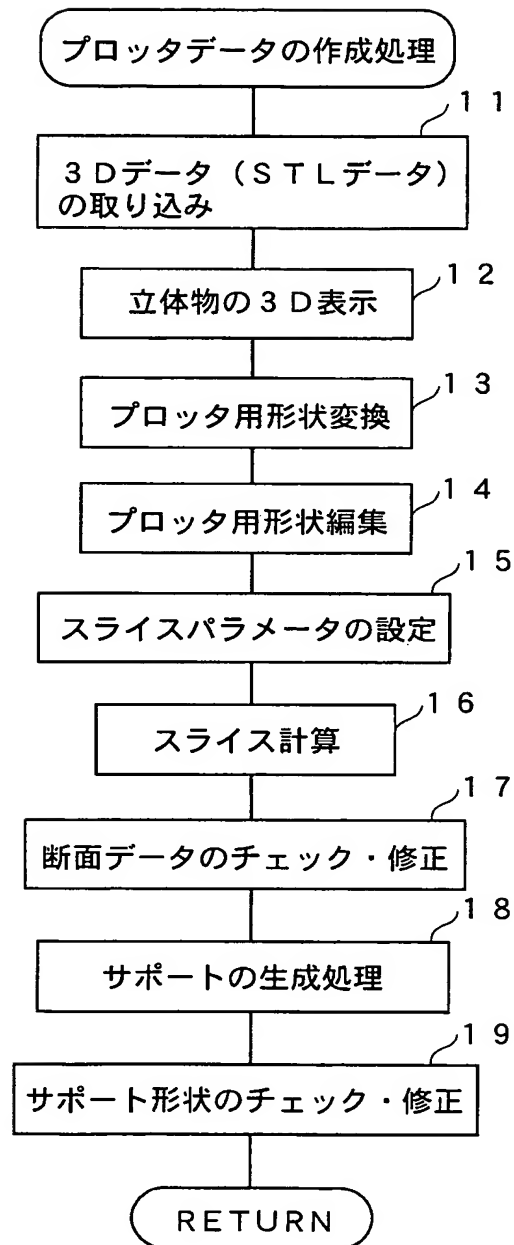 プロッタデータの作成処理
11
3Dデータ(STLデータ)
の取り込み
12
立体物の3D表示
13
プロッタ用形状変換
14
プロッタ用形状編集
15
スライスパラメータの設定
16
スライス計算
17
断面データのチェック・修正
18
サポートの生成処理
19
サポート形状のチェック・修正
RETURN